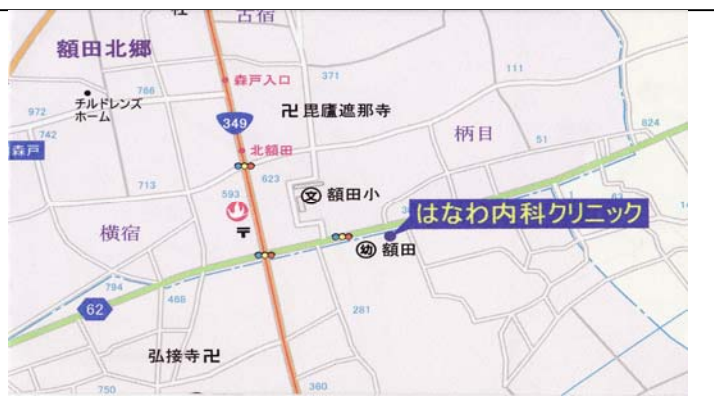 古宿
額田北郷
森戸入口
371
111
766
チルドレンズ
ホーム
972
742
349
卍毘廬遮那寺
柄目
824
51
森戸
北額田
713
593
623
文 額田小
はなわ内科クリニック
横宿
〒
幼 額田
794
488
62
281
弘接寺卍
750
360